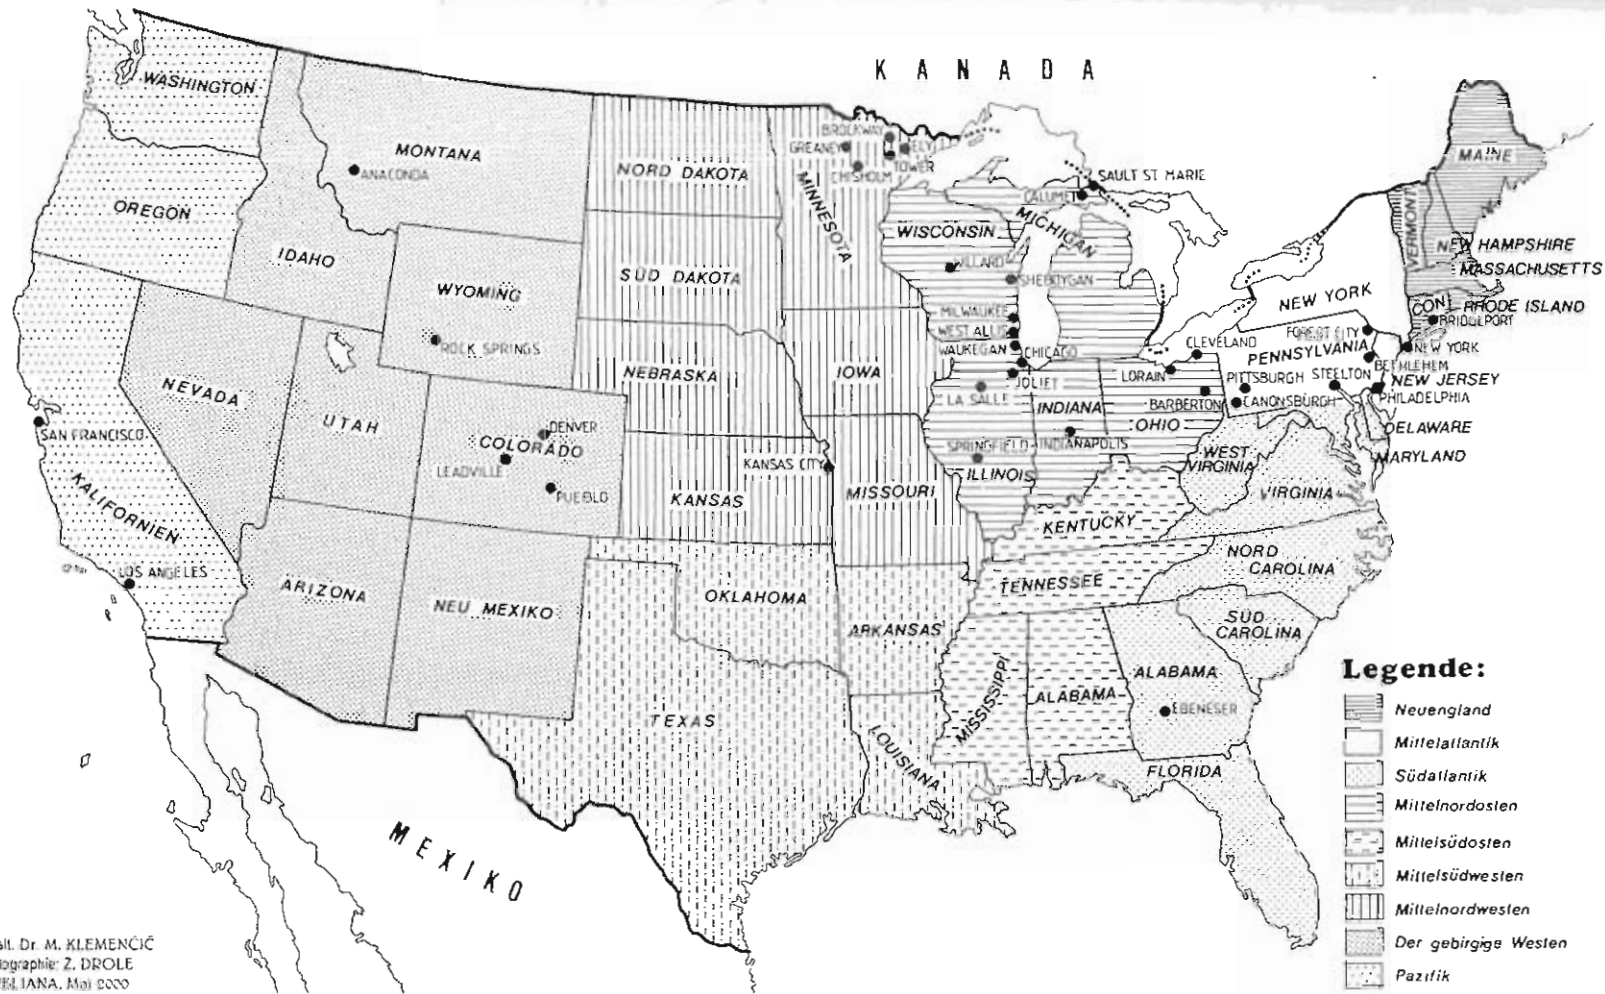 KANADA
WASHINGTON
MONTANA
ANACONDA
OREGON
IDAHO
WYOMING
ROCK SPRINGS
NEVADA
UTAH
COLORADO
DENVER
LEADVILLE
PUEBLO
SAN FRANCISCO
KALIFORNIEN
LOS ANGELES
ARIZONA
NEU MEXIKO
NORD DAKOTA
SÜD DAKOTA
NEBRASKA
KANSAS
KANSAS CITY
OKLAHOMA
TEXAS
MINNESOTA
BROCKWAY
GREANEY
ELY
TOWER
CHISHOLM
IOWA
MISSOURI
ARKANSAS
LOUISIANA
WISCONSIN
WILLARD
SHEBOYGAN
MILWAUKEE
WEST ALLIS
WAUKEGAN
CHICAGO
JOLIET
LA SALLE
SPRINGFIELD
ILLINOIS
MICHIGAN
CALUMET
SAULT ST MARIE
INDIANA
INDIANAPOLIS
OHIO
CLEVELAND
LORAIN
BARBERTON
KENTUCKY
TENNESSEE
MISSISSIPPI
ALABAMA
ALABAMA
EBENESER
FLORIDA
SÜD
CAROLINA
NORD
CAROLINA
VIRGINIA
WEST
VIRGINIA
MARYLAND
DELAWARE
PHILADELPHIA
NEW JERSEY
BETHLEHEM
STEELTON
PITTSBURGH
CANONSBURGH
PENNSYLVANIA
FOREST CITY
NEW YORK
NEW YORK
BRIDGEPORT
CON
RHODE ISLAND
MASSACHUSETTS
NEW HAMPSHIRE
VERMONT
MAINE
MEXIKO
Legende:
Neuengland
Mittelatlantik
Südatlantik
Mittelnordosten
Mittelsüdosten
Mittelsüdwesten
Mittelnordwesten
Der gebirgige Westen
Pazifik
Dr. M. KLEMENČIČ
Z. DROLE
Mai 2000